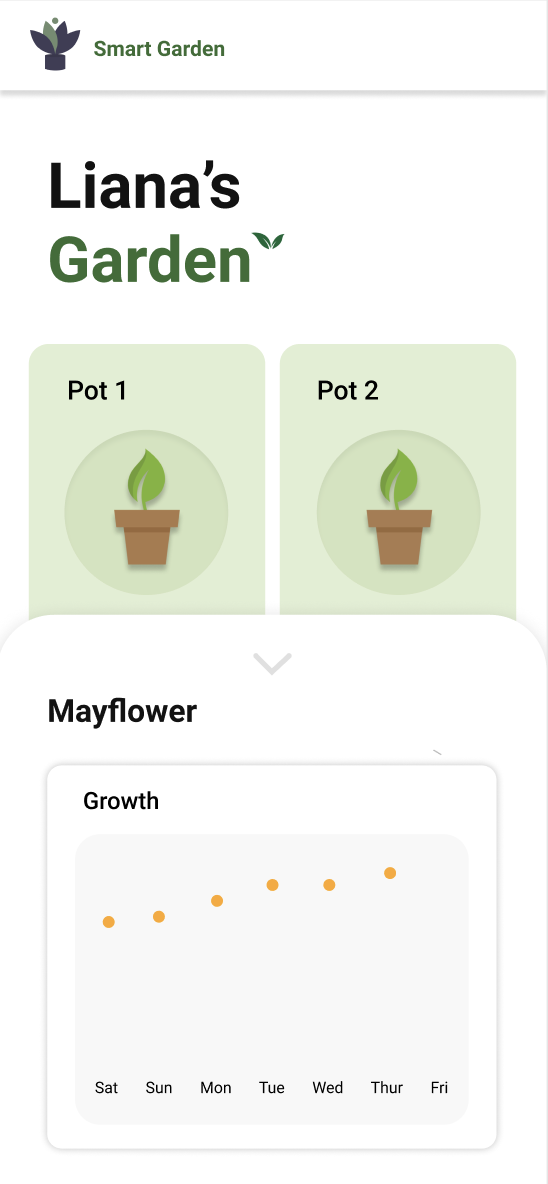 Smart Garden
Liana’s
Garden
Pot 1
Pot 2
Mayflower
Growth
Sat Sun Mon Tue Wed Thur Fri